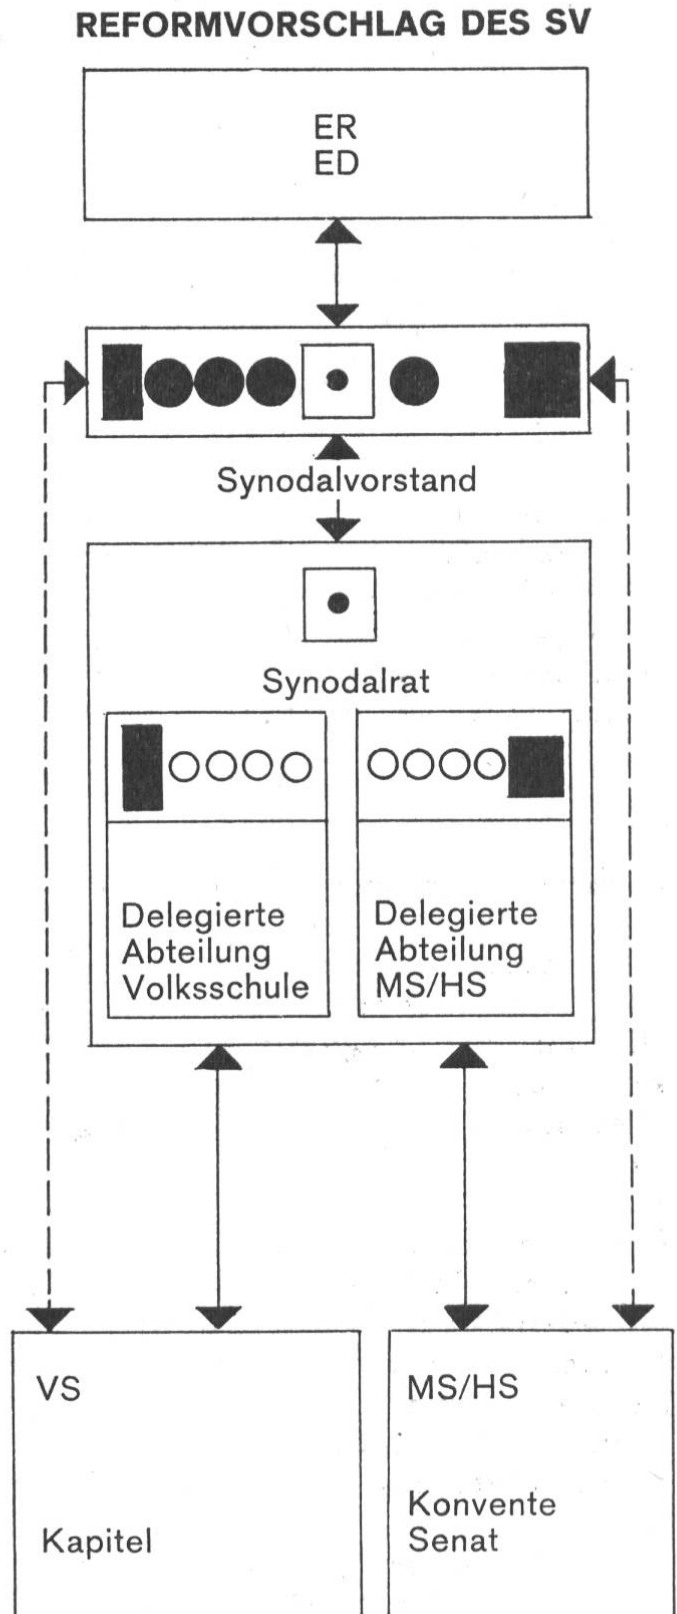 REFORMVORSCHLAG DES SV
ER
ED
Synodalvorstand
Synodalrat
Delegierte
Abteilung
Volksschule
Delegierte
Abteilung
MS/HS
VS
Kapitel
MS/HS
Konvente
Senat